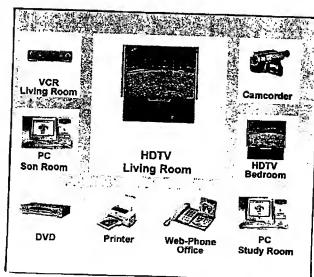 VCR
Living Room
Camcorder
PC
Son Room
HDTV
Living Room
HDTV
Bedroom
DVD
Printer
Web-Phone
Office
PC
Study Room